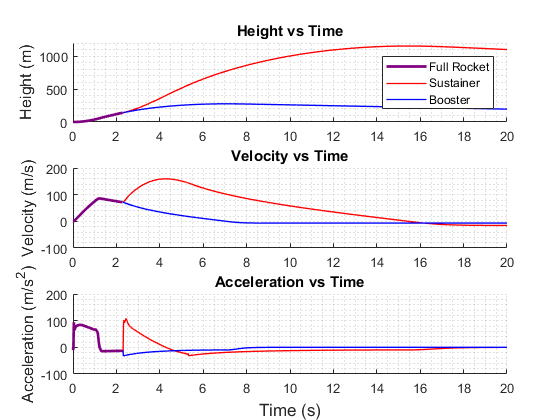 Height vs Time
Height (m)
1000
500
0
Full Rocket
Sustainer
Booster
0 2 4 6 8 10 12 14 16 18 20
Velocity vs Time
Velocity (m/s)
200
100
0
-100
0 2 4 6 8 10 12 14 16 18 20
Acceleration vs Time
Acceleration (m/s²)
200
100
0
-100
0 2 4 6 8 10 12 14 16 18 20
Time (s)